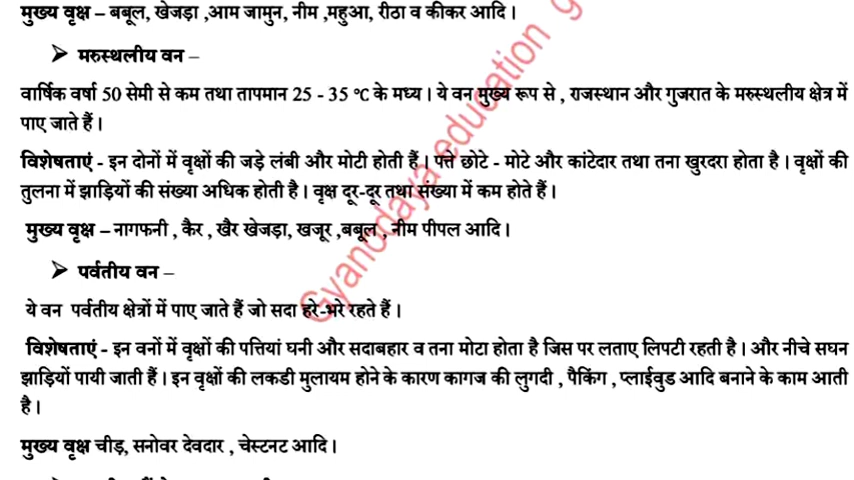 मुख्य वृक्ष – बबूल, खेजड़ा ,आम जामुन, नीम ,महुआ, रीठा व कीकर आदि।
➤ मरुस्थलीय वन –
वार्षिक वर्षा 50 सेमी से कम तथा तापमान 25 - 35 °C के मध्य। ये वन मुख्य रूप से , राजस्थान और गुजरात के मरुस्थलीय क्षेत्र में
पाए जाते हैं।
विशेषताएं - इन दोनों में वृक्षों की जड़े लंबी और मोटी होती हैं। पत्ते छोटे - मोटे और कांटेदार तथा तना खुरदरा होता है। वृक्षों की
तुलना में झाड़ियों की संख्या अधिक होती है। वृक्ष दूर-दूर तथा संख्या में कम होते हैं।
मुख्य वृक्ष – नागफनी , कैर , खैर खेजड़ा, खजूर ,बबूल , नीम पीपल आदि।
➤ पर्वतीय वन –
ये वन पर्वतीय क्षेत्रों में पाए जाते हैं जो सदा हरे-भरे रहते हैं।
विशेषताएं - इन वनों में वृक्षों की पत्तियां घनी और सदाबहार व तना मोटा होता है जिस पर लताए लिपटी रहती है। और नीचे सघन
झाड़ियों पायी जाती हैं। इन वृक्षों की लकडी मुलायम होने के कारण कागज की लुगदी , पैकिंग , प्लाईवुड आदि बनाने के काम आती
है।
मुख्य वृक्ष चीड़, सनोवर देवदार , चेस्टनट आदि।
Gyanodaya education